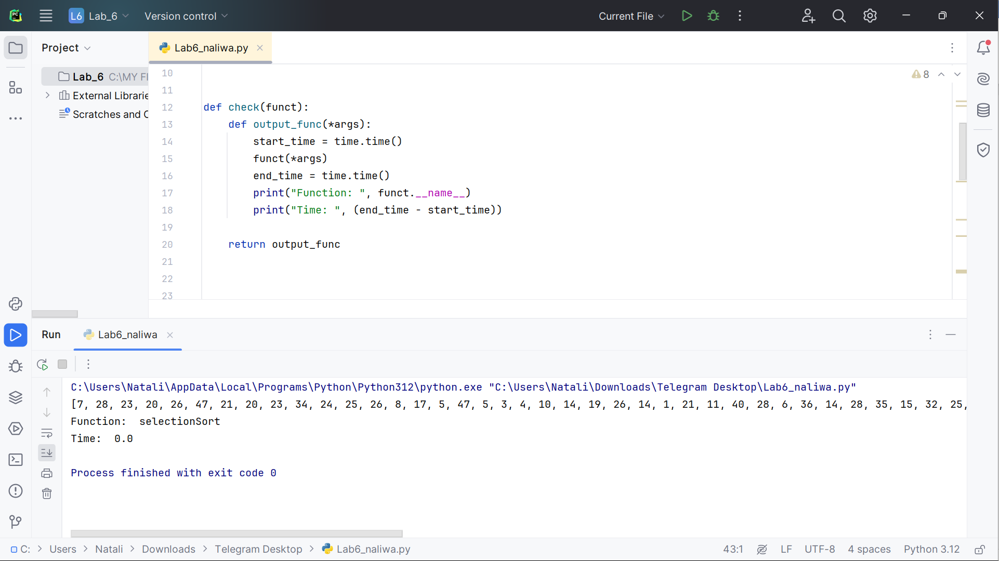 PC
L6 Lab_6 Version control Current File
Project
Lab6_naliwa.py
Lab_6 C:\MY Fl
External Librarie
Scratches and C
8
10
11
12 def check(funct):
13 def output_func(*args):
14 start_time = time.time()
15 funct(*args)
16 end_time = time.time()
17 print("Function: ", funct.__name__)
18 print("Time: ", (end_time - start_time))
19
20 return output_func
21
22
23
Run Lab6_naliwa
C:\Users\Natali\AppData\Local\Programs\Python\Python312\python.exe "C:\Users\Natali\Downloads\Telegram Desktop\Lab6_naliwa.py"
[7, 28, 23, 20, 26, 47, 21, 20, 23, 34, 24, 25, 26, 8, 17, 5, 47, 5, 3, 4, 10, 14, 19, 26, 14, 1, 21, 11, 40, 28, 6, 36, 14, 28, 35, 15, 32, 25,
Function:  selectionSort
Time:  0.0
Process finished with exit code 0
C: > Users > Natali > Downloads > Telegram Desktop > Lab6_naliwa.py 43:1 LF UTF-8 4 spaces Python 3.12